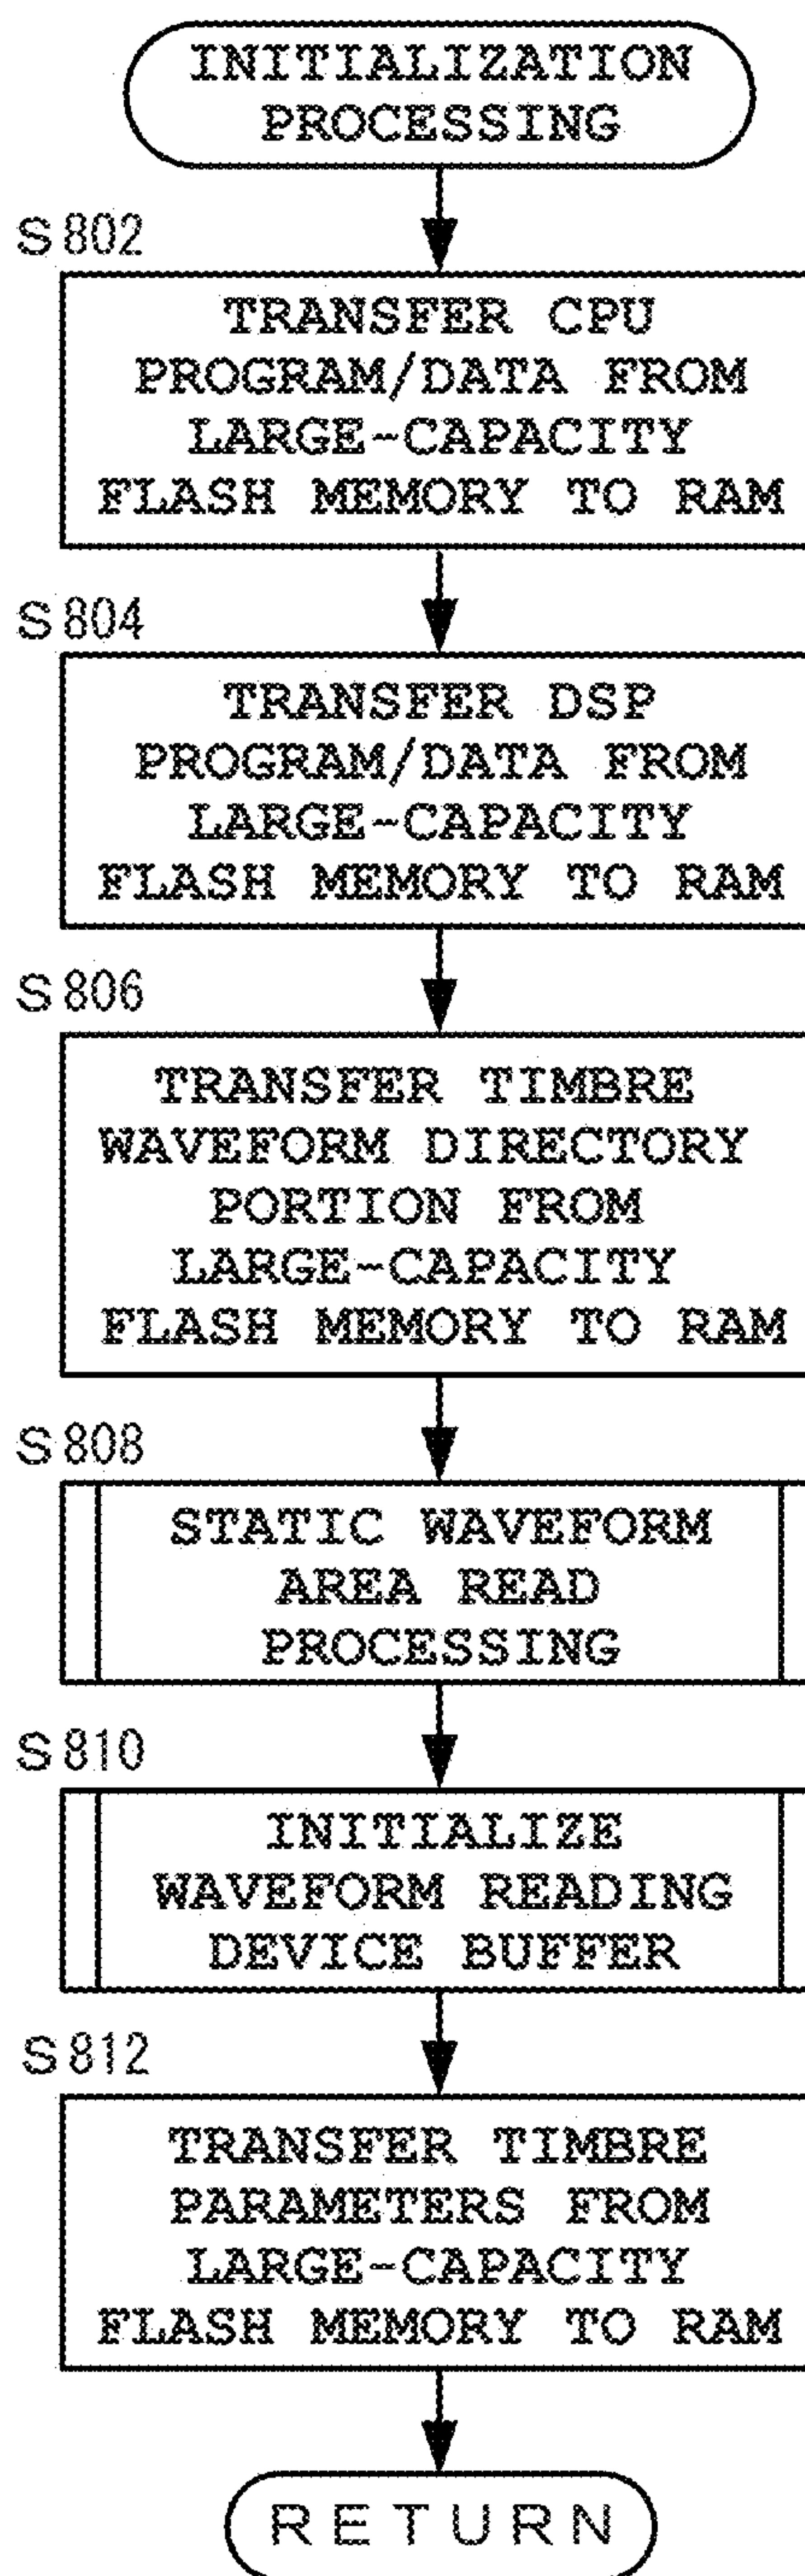 INITIALIZATION
PROCESSING
S802
TRANSFER CPU
PROGRAM/DATA FROM
LARGE-CAPACITY
FLASH MEMORY TO RAM
S804
TRANSFER DSP
PROGRAM/DATA FROM
LARGE-CAPACITY
FLASH MEMORY TO RAM
S806
TRANSFER TIMBRE
WAVEFORM DIRECTORY
PORTION FROM
LARGE-CAPACITY
FLASH MEMORY TO RAM
S808
STATIC WAVEFORM
AREA READ
PROCESSING
S810
INITIALIZE
WAVEFORM READING
DEVICE BUFFER
S812
TRANSFER TIMBRE
PARAMETERS FROM
LARGE-CAPACITY
FLASH MEMORY TO RAM
RETURN